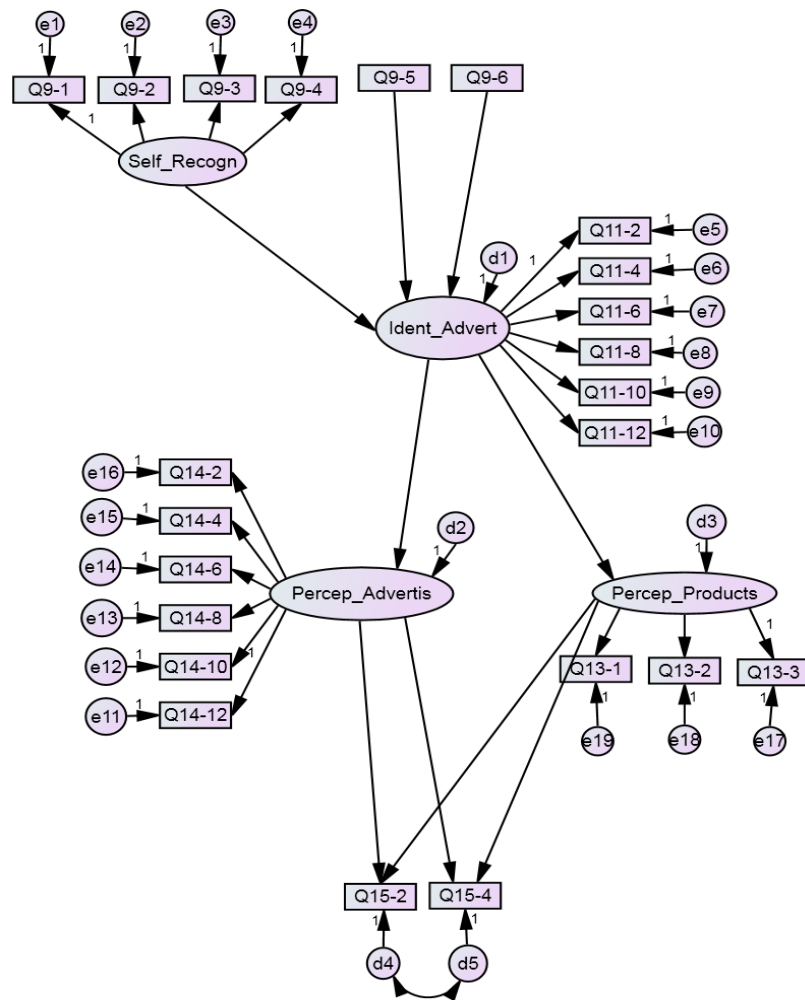 e1 e2 e3 e4
1 1 1 1
Q9-1 Q9-2 Q9-3 Q9-4 Q9-5 Q9-6
1
Self_Recogn
Q11-2 1 e5
1
d1
1
Q11-4 1 e6
Q11-6 1 e7
Ident_Advert
Q11-8 1 e8
Q11-10 1 e9
Q11-12 1 e10
e16 1 Q14-2
e15 1 Q14-4
d2
1
d3
1
e14 1 Q14-6
Percep_Advertis
Percep_Products
e13 1 Q14-8
1
e12 1 Q14-10 1
Q13-1 Q13-2 Q13-3
1 1 1
e11 1 Q14-12
e19 e18 e17
Q15-2 Q15-4
1 1
d4 d5